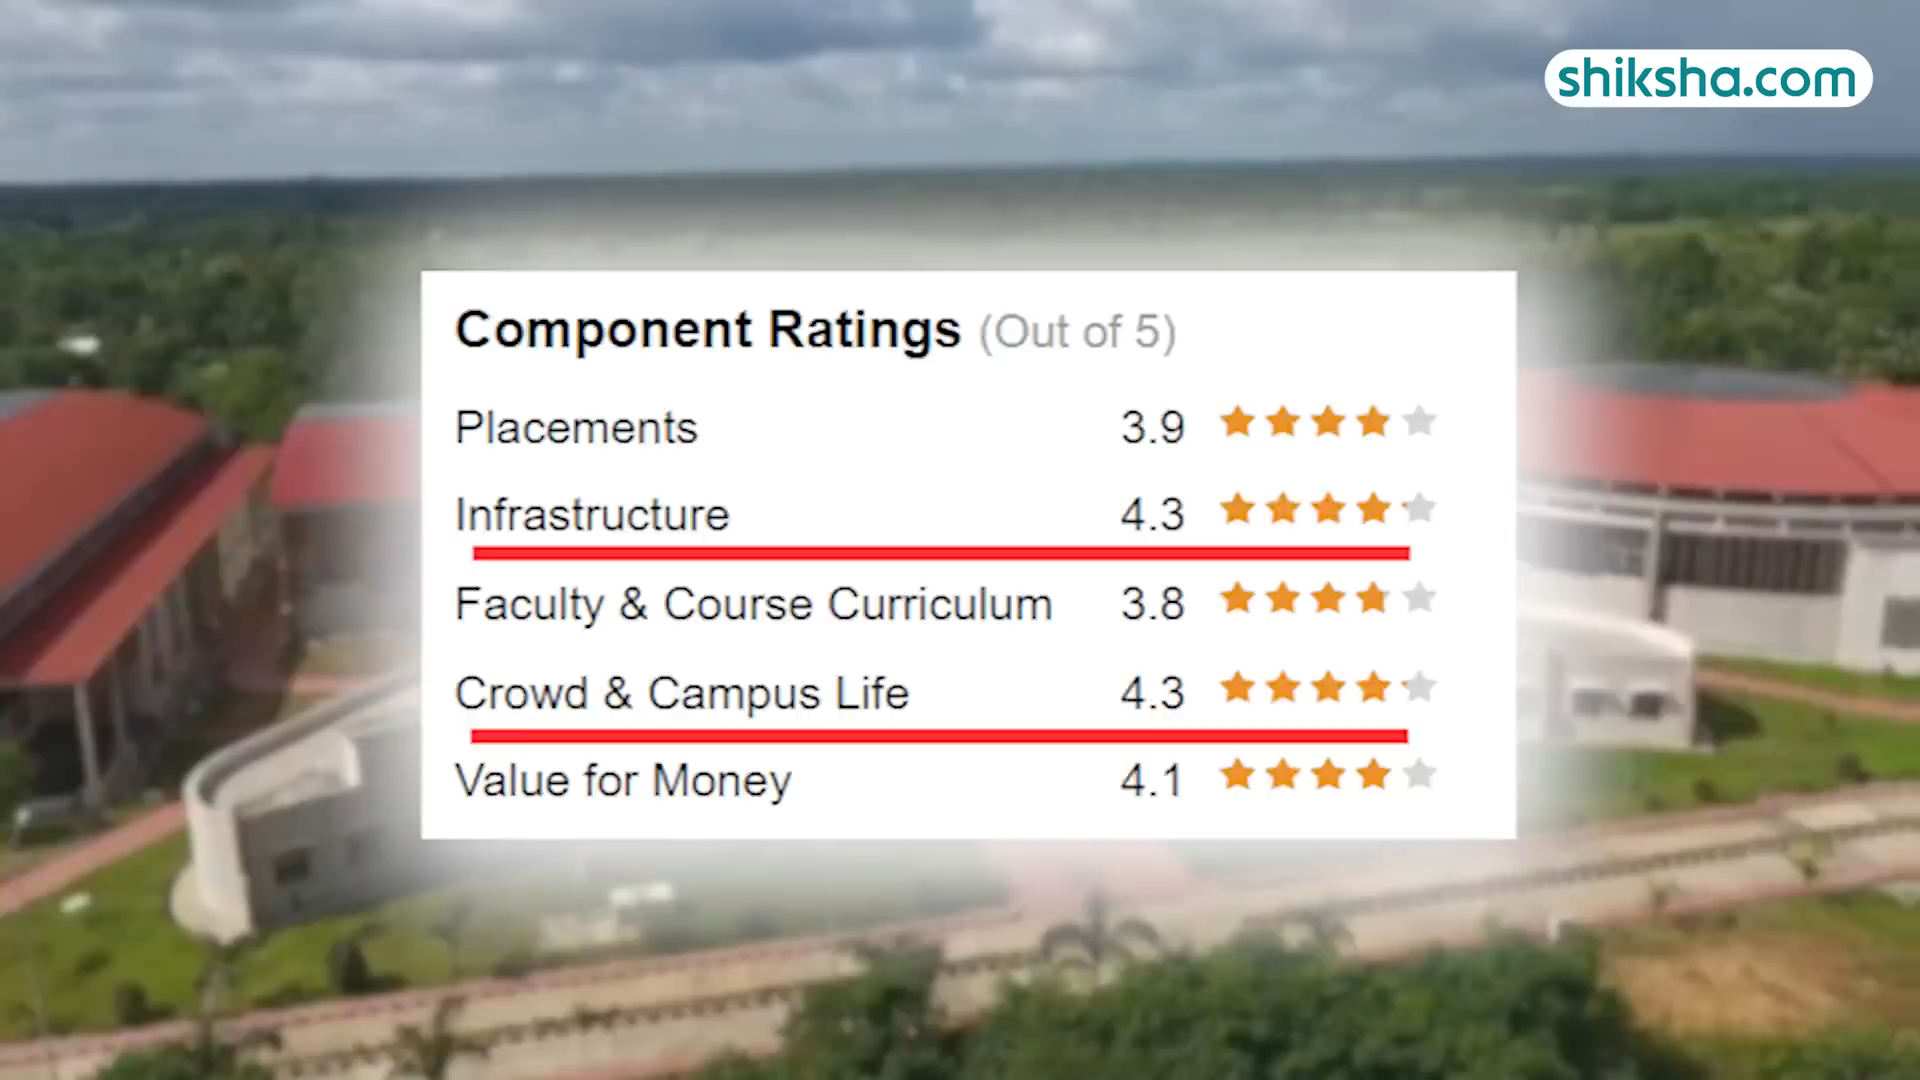 shiksha.com
Component Ratings (Out of 5)
Placements 3.9
Infrastructure 4.3
Faculty & Course Curriculum 3.8
Crowd & Campus Life 4.3
Value for Money 4.1